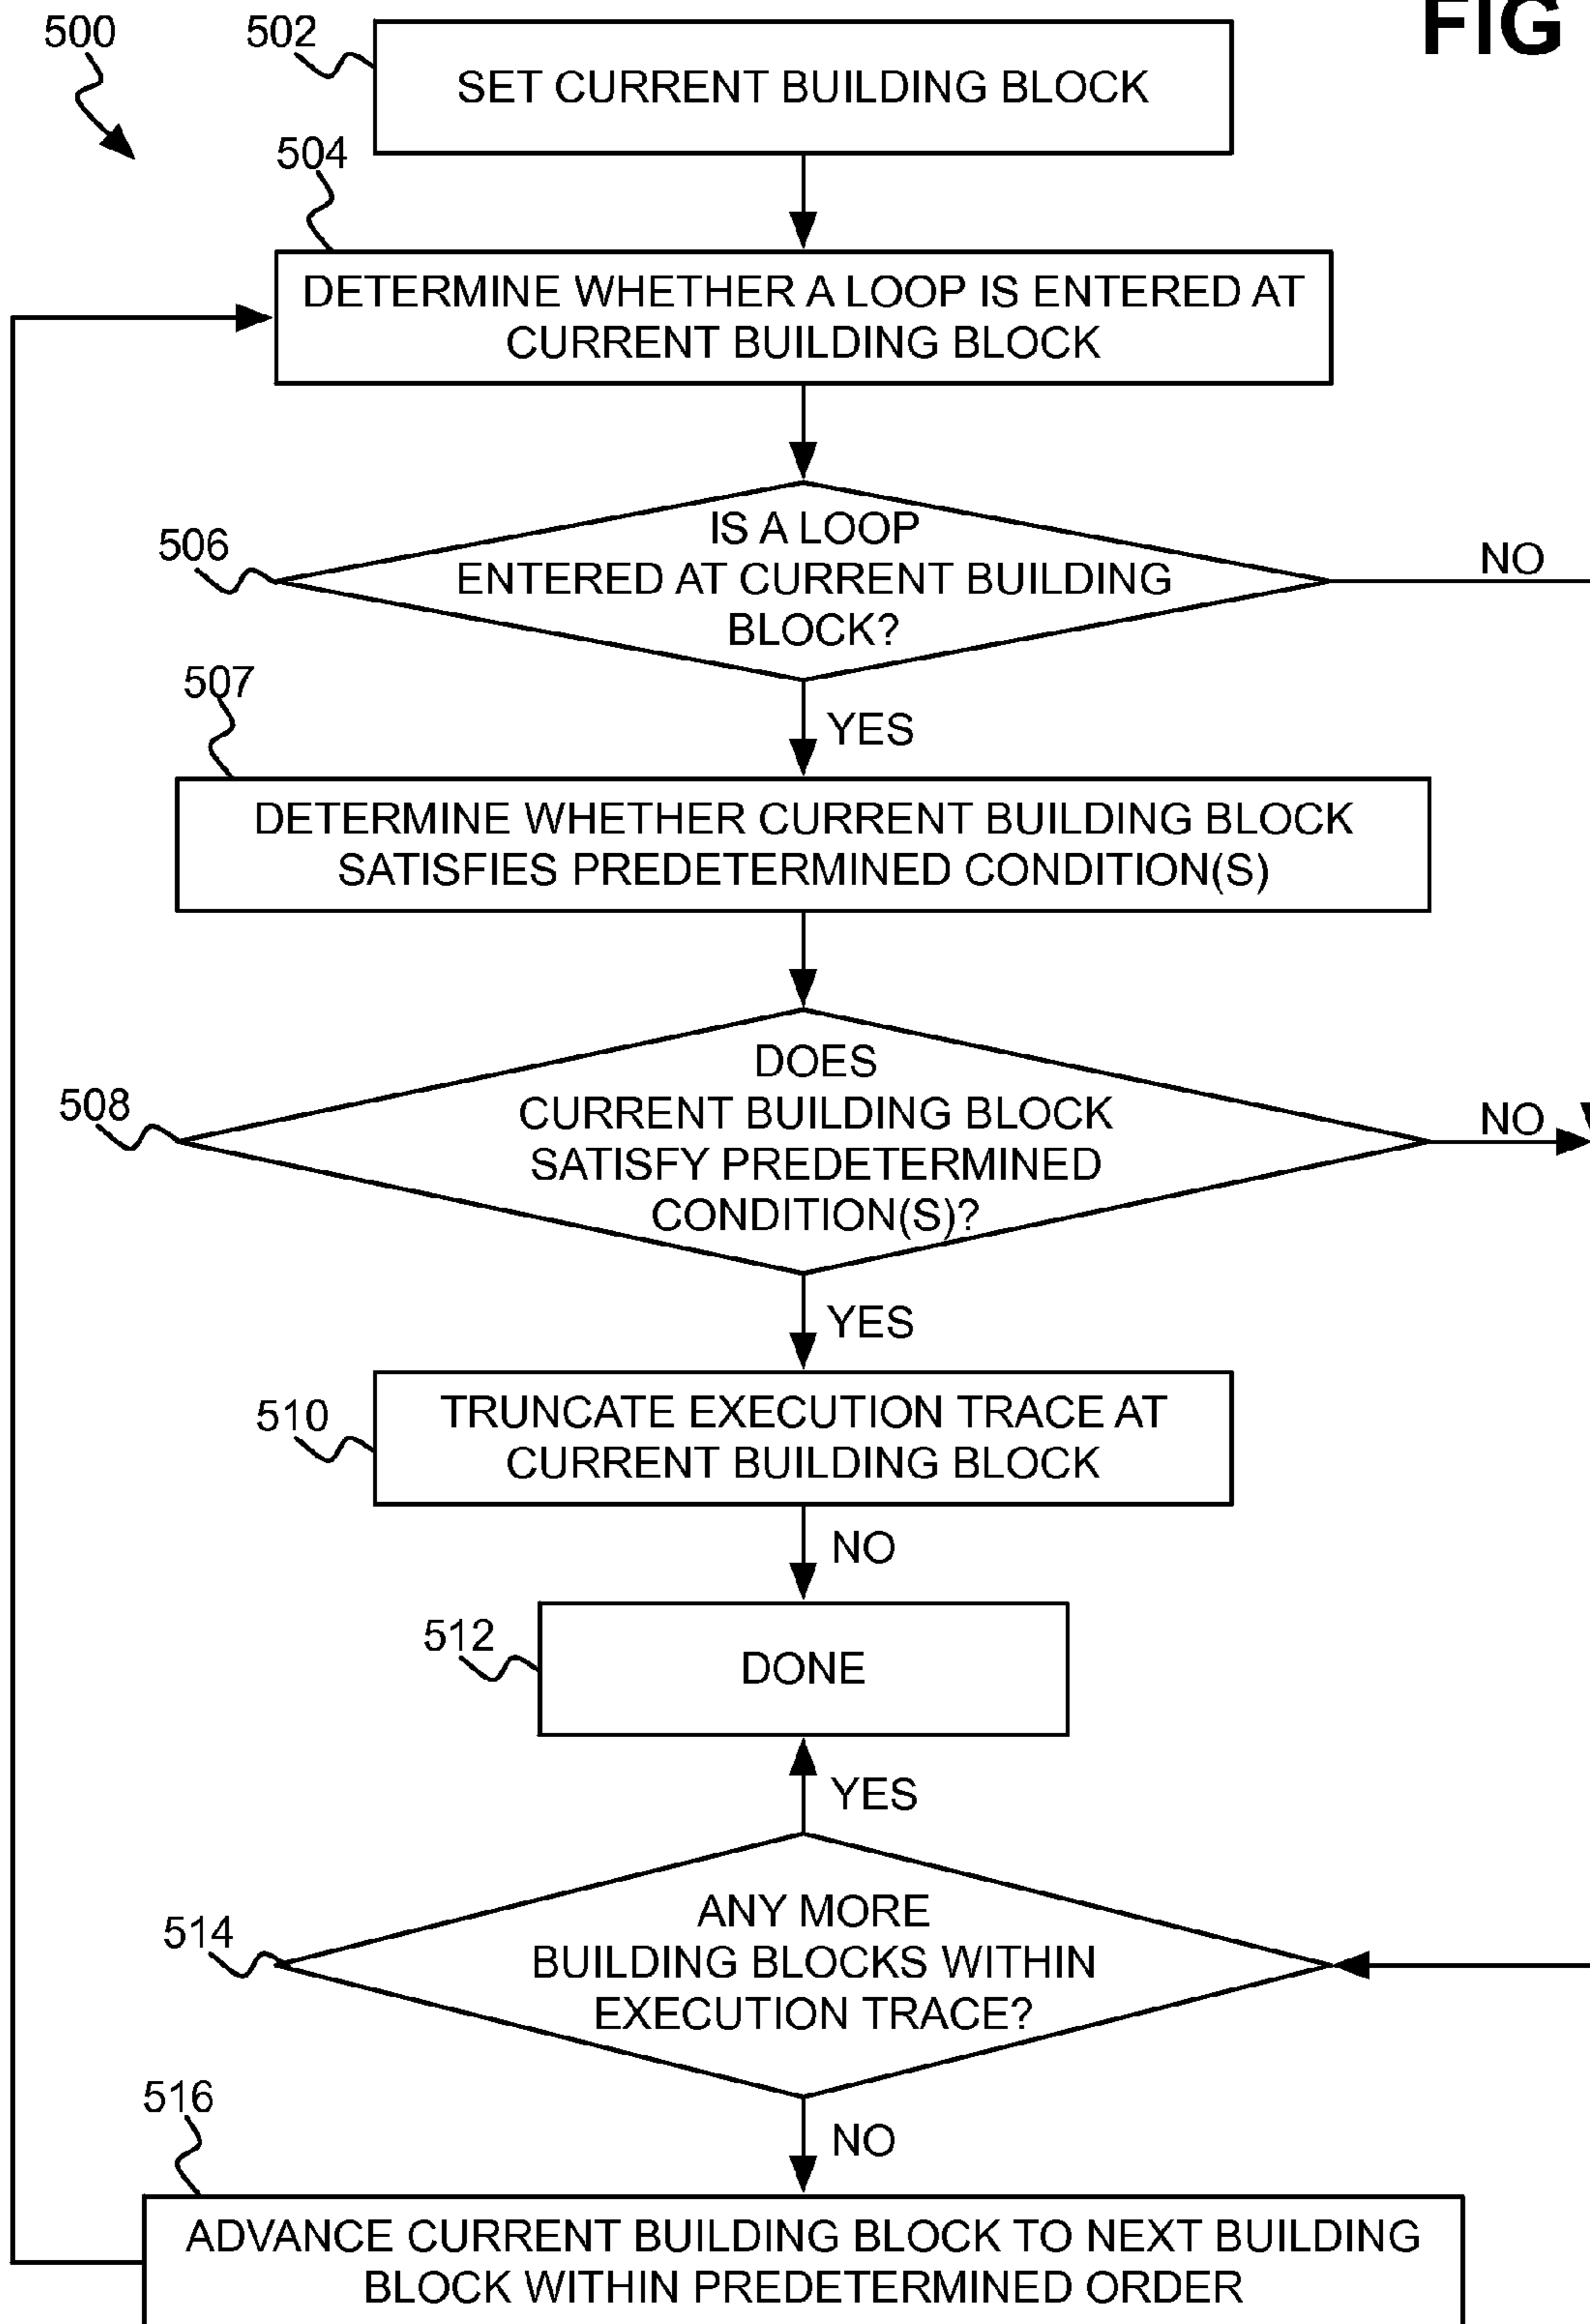 FIG
500
502
SET CURRENT BUILDING BLOCK
504
DETERMINE WHETHER A LOOP IS ENTERED AT
CURRENT BUILDING BLOCK
506
IS A LOOP
ENTERED AT CURRENT BUILDING
BLOCK?
NO
YES
507
DETERMINE WHETHER CURRENT BUILDING BLOCK
SATISFIES PREDETERMINED CONDITION(S)
508
DOES
CURRENT BUILDING BLOCK
SATISFY PREDETERMINED
CONDITION(S)?
NO
YES
510
TRUNCATE EXECUTION TRACE AT
CURRENT BUILDING BLOCK
NO
512
DONE
YES
514
ANY MORE
BUILDING BLOCKS WITHIN
EXECUTION TRACE?
NO
516
ADVANCE CURRENT BUILDING BLOCK TO NEXT BUILDING
BLOCK WITHIN PREDETERMINED ORDER